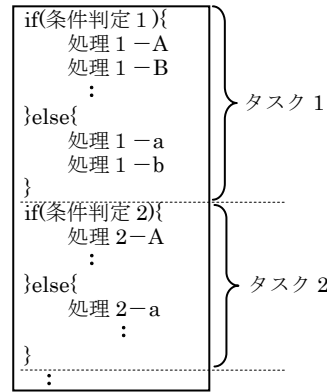 if(条件判定１){
処理１－A
処理１－B
：
}else{
処理１－a
処理１－b
}
タスク１
if(条件判定 2){
処理 2－A
：
}else{
処理 2－a
：
}
タスク 2
：